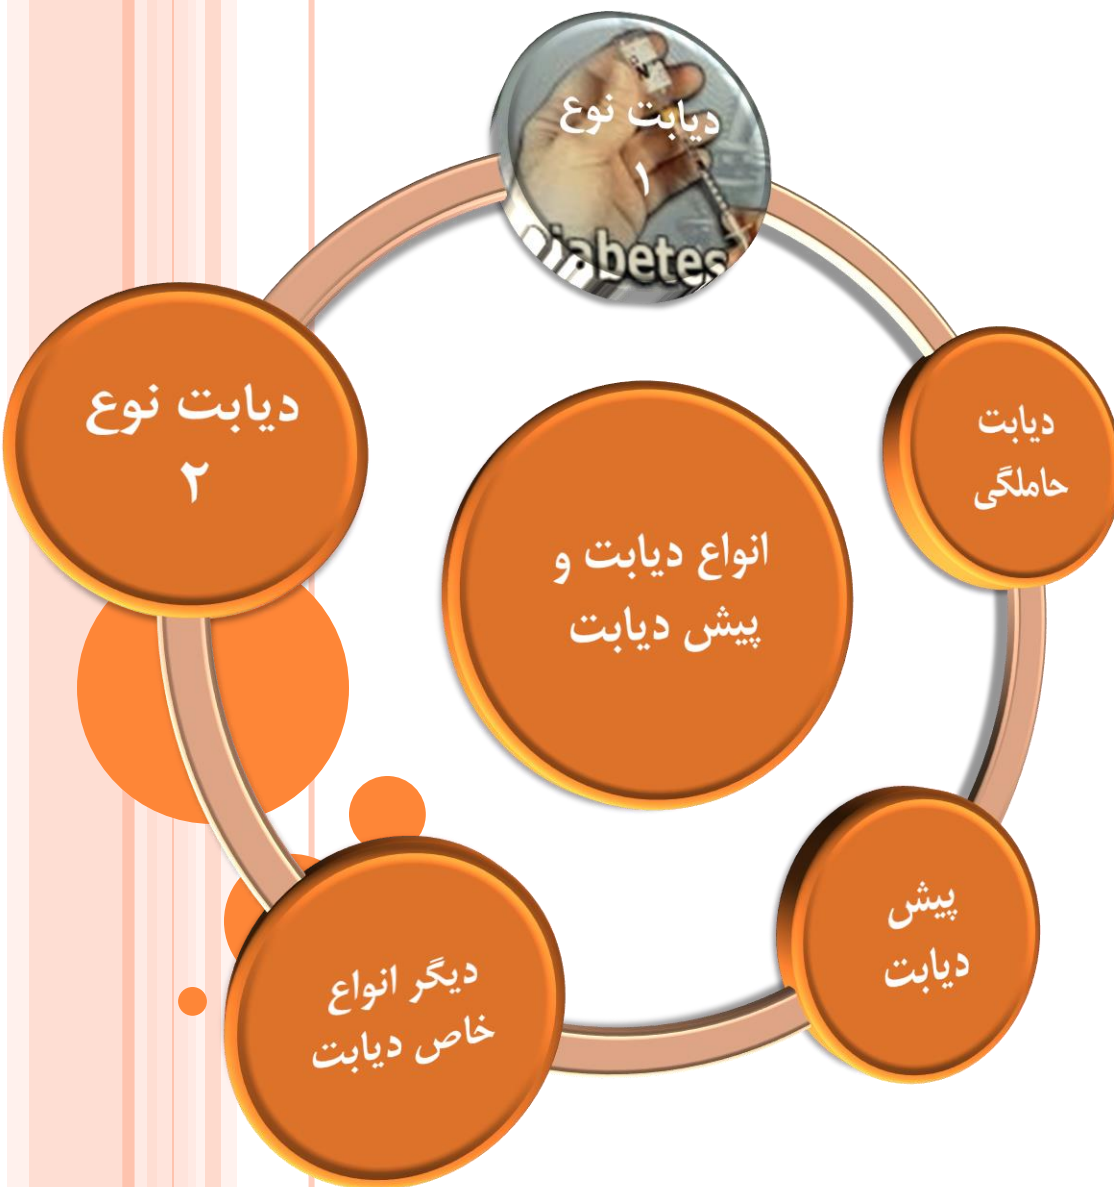 دیابت نوع
۱
diabetes
دیابت
حاملگی
دیابت نوع
۲
انواع دیابت و
پیش دیابت
پیش
دیابت
دیگر انواع
خاص دیابت